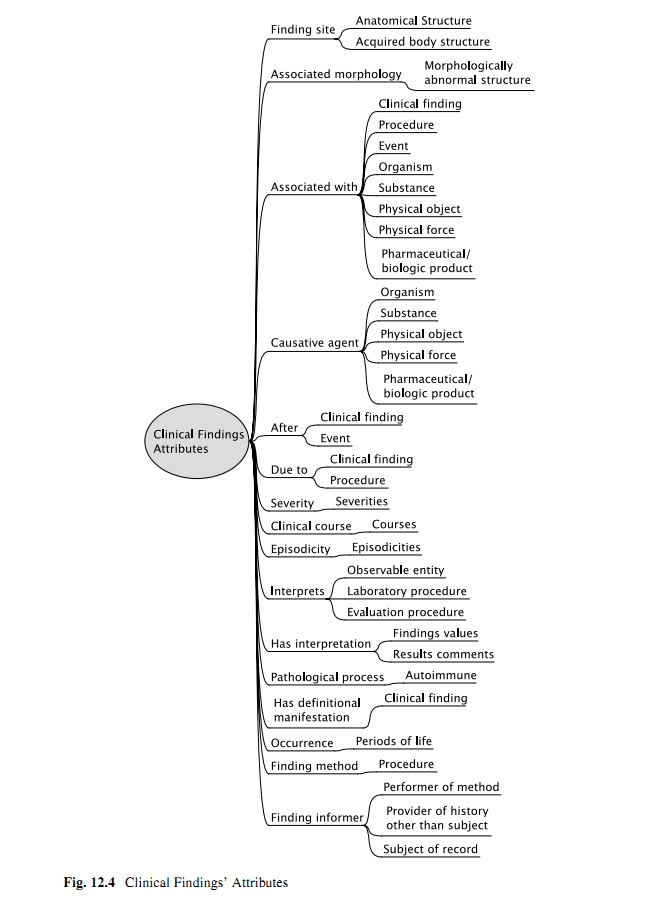 Finding site
Anatomical Structure
Acquired body structure
Associated morphology
Morphologically
abnormal structure
Associated with
Clinical finding
Procedure
Event
Organism
Substance
Physical object
Physical force
Pharmaceutical/
biologic product
Causative agent
Organism
Substance
Physical object
Physical force
Pharmaceutical/
biologic product
Clinical Findings
Attributes
After
Clinical finding
Event
Due to
Clinical finding
Procedure
Severity
Severities
Clinical course
Courses
Episodicity
Episodicities
Interprets
Observable entity
Laboratory procedure
Evaluation procedure
Has interpretation
Findings values
Results comments
Pathological process
Autoimmune
Has definitional
manifestation
Clinical finding
Occurrence
Periods of life
Finding method
Procedure
Finding informer
Performer of method
Provider of history
other than subject
Subject of record
Fig. 12.4 Clinical Findings’ Attributes